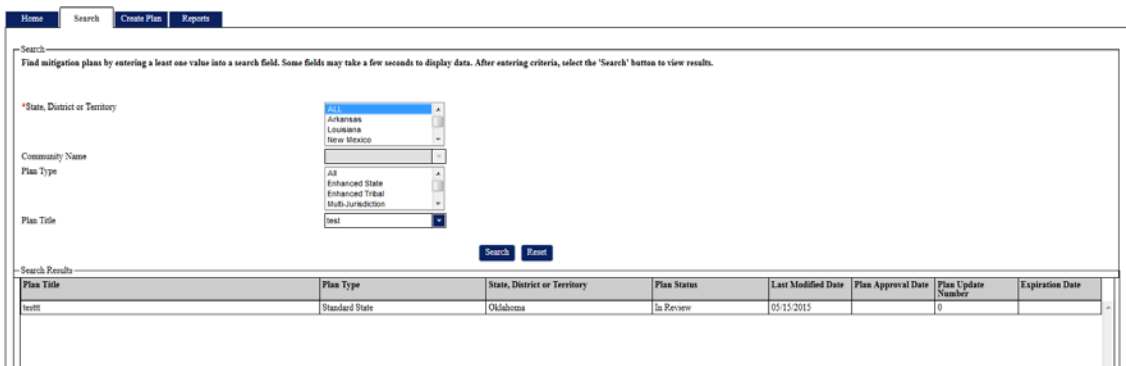 Home Search Create Plan Reports
Search
Find mitigation plans by entering a least one value into a search field. Some fields may take a few seconds to display data. After entering criteria, select the 'Search' button to view results.
*State, District or Territory
ALL
Arkansas
Louisiana
New Mexico
Community Name
Plan Type
All
Enhanced State
Enhanced Tribal
Multi-Jurisdiction
Plan Title
test
Search Reset
Search Results
Plan Title Plan Type State, District or Territory Plan Status Last Modified Date Plan Approval Date Plan Update Number Expiration Date
testtt Standard State Oklahoma In Review 05/15/2015 0